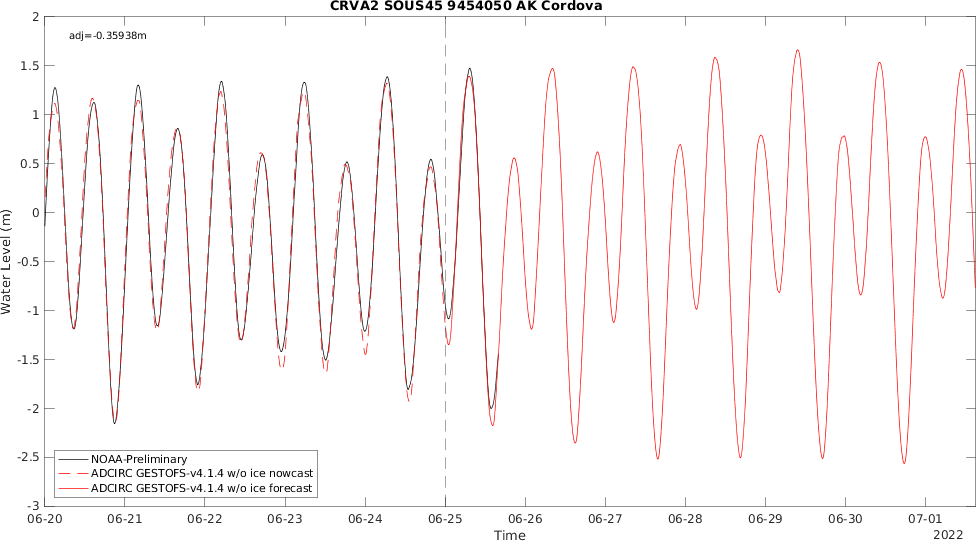 CRVA2 SOUS45 9454050 AK Cordova
adj=-0.35938m
2
1.5
1
0.5
0
-0.5
-1
-1.5
-2
-2.5
-3
Water Level (m)
NOAA-Preliminary
ADCIRC GESTOFS-v4.1.4 w/o ice nowcast
ADCIRC GESTOFS-v4.1.4 w/o ice forecast
06-20 06-21 06-22 06-23 06-24 06-25 06-26 06-27 06-28 06-29 06-30 07-01
Time
2022